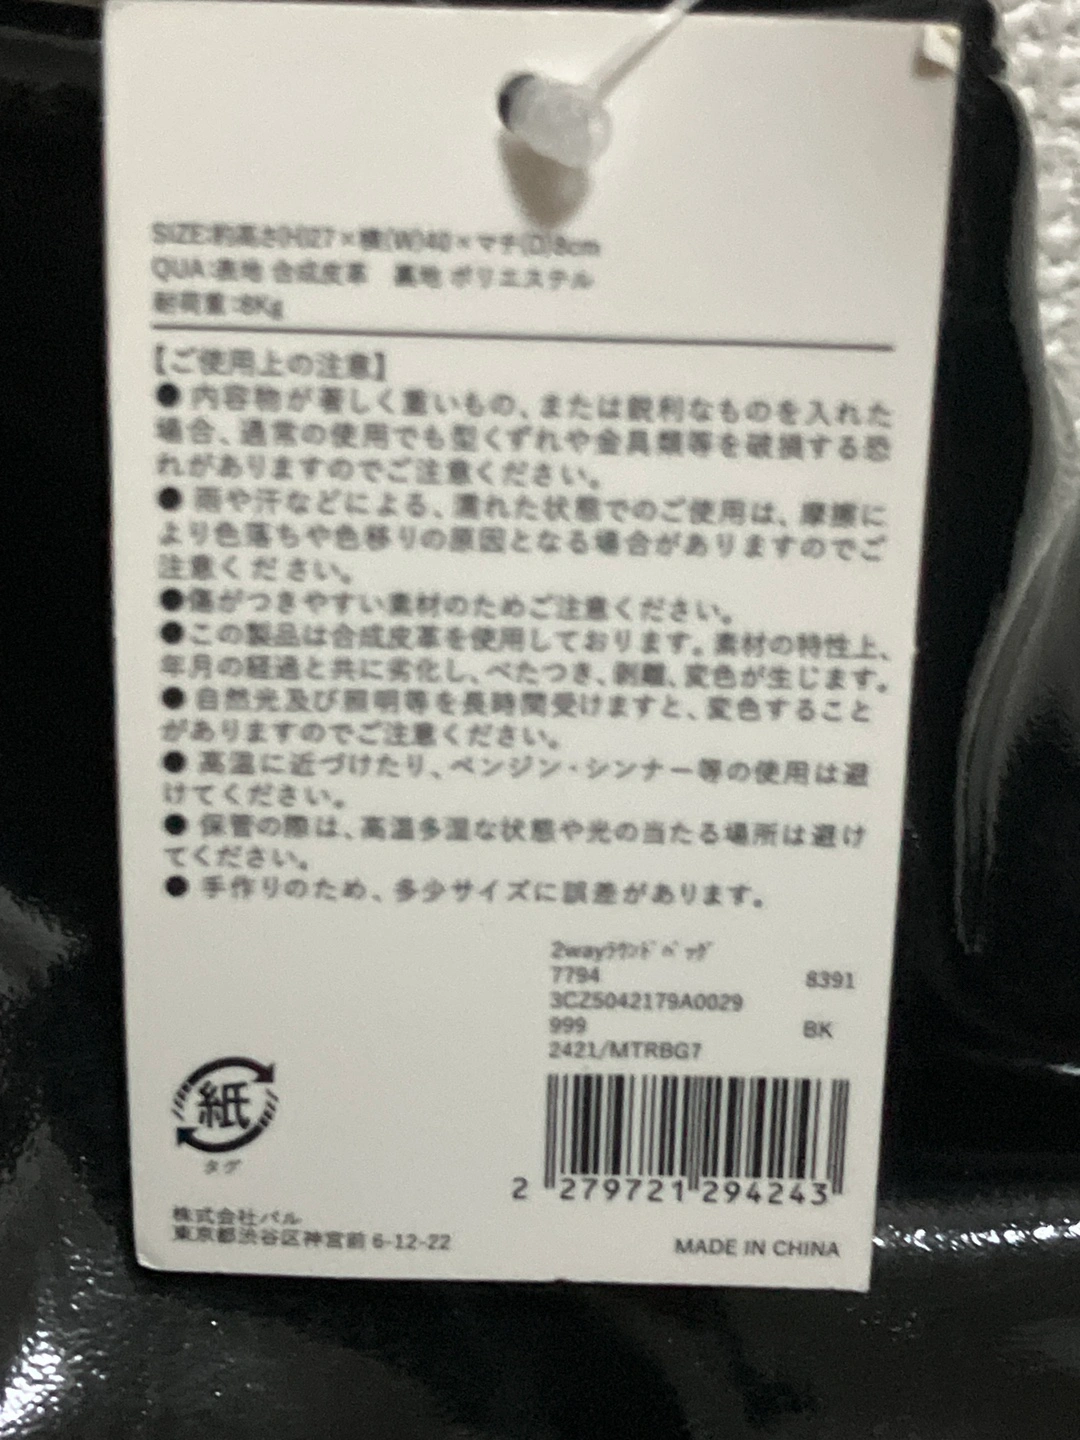 SIZE:約高さ(H)27×横(W)40×マチ(D)8cm
QUA:表地 合成皮革　裏地 ポリエステル
耐荷重:8Kg
【ご使用上の注意】
● 内容物が著しく重いもの、または鋭利なものを入れた
場合、通常の使用でも型くずれや金具類等を破損する恐
れがありますのでご注意ください。
● 雨や汗などによる、濡れた状態でのご使用は、摩擦に
より色落ちや色移りの原因となる場合がありますのでご
注意ください。
●傷がつきやすい素材のためご注意ください。
●この製品は合成皮革を使用しております。素材の特性上、
年月の経過と共に劣化し、べたつき、剥離、変色が生じます。
● 自然光及び照明等を長時間受けますと、変色すること
がありますのでご注意ください。
● 高温に近づけたり、ベンジン・シンナー等の使用は避
けてください。
● 保管の際は、高温多湿な状態や光の当たる場所は避け
てください。
● 手作りのため、多少サイズに誤差があります。
2wayﾗｳﾝﾄﾞﾊﾞｯｸﾞ
7794 8391
3CZ5042179A0029
999 BK
2421/MTRBG7
2 279721 294243
紙
タグ
株式会社パル
東京都渋谷区神宮前 6-12-22
MADE IN CHINA